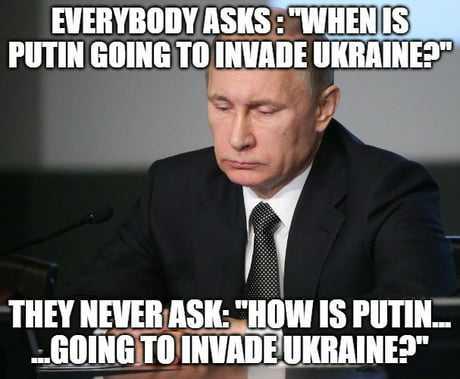 EVERYBODY ASKS : "WHEN IS
PUTIN GOING TO INVADE UKRAINE?"
THEY NEVER ASK: "HOW IS PUTIN...
...GOING TO INVADE UKRAINE?"